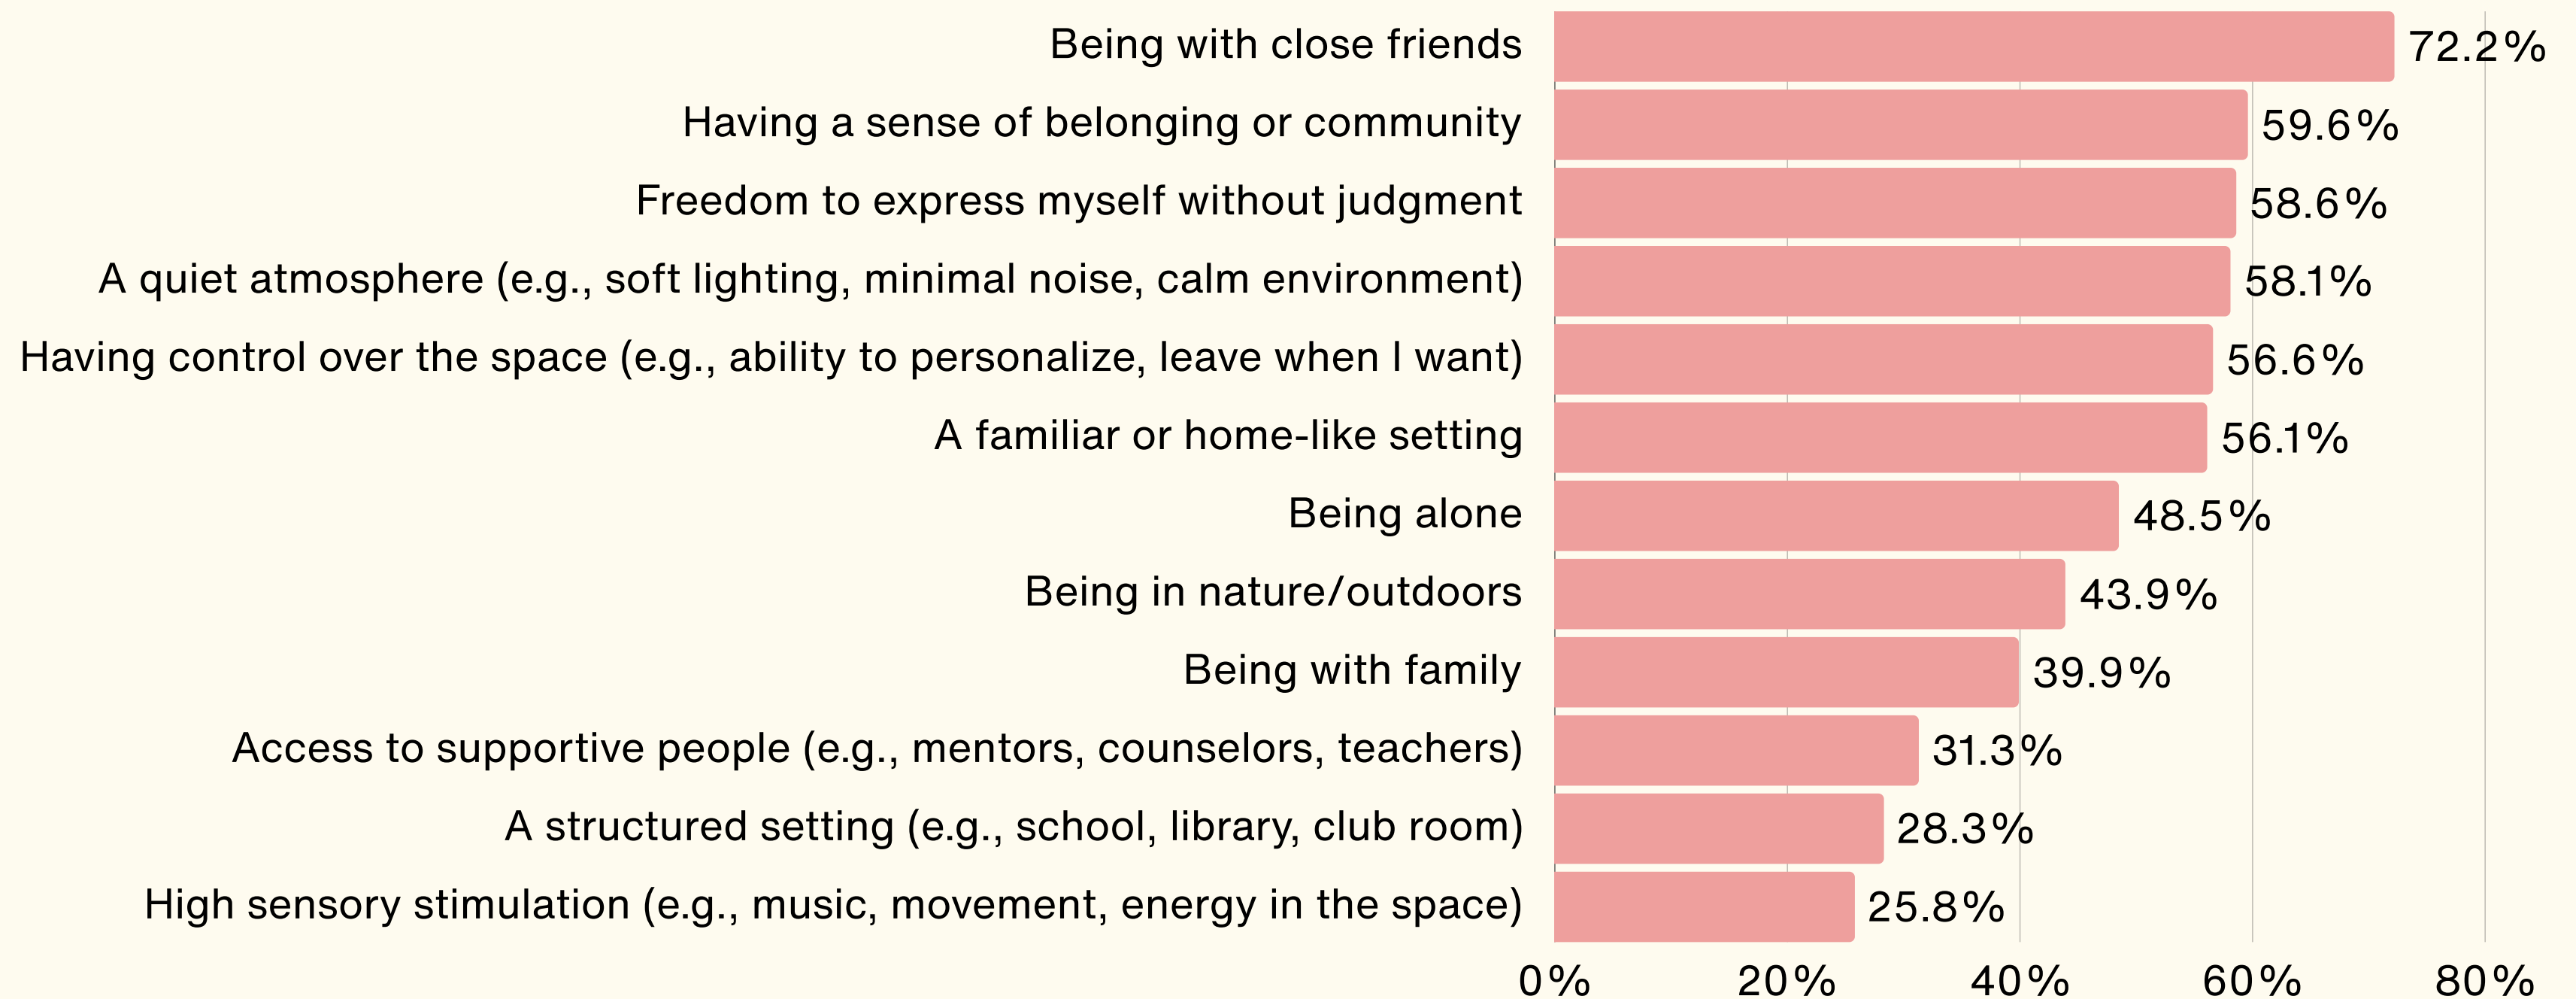 Being with close friends 72.2%
Having a sense of belonging or community 59.6%
Freedom to express myself without judgment 58.6%
A quiet atmosphere (e.g., soft lighting, minimal noise, calm environment) 58.1%
Having control over the space (e.g., ability to personalize, leave when I want) 56.6%
A familiar or home-like setting 56.1%
Being alone 48.5%
Being in nature/outdoors 43.9%
Being with family 39.9%
Access to supportive people (e.g., mentors, counselors, teachers) 31.3%
A structured setting (e.g., school, library, club room) 28.3%
High sensory stimulation (e.g., music, movement, energy in the space) 25.8%
0% 20% 40% 60% 80%